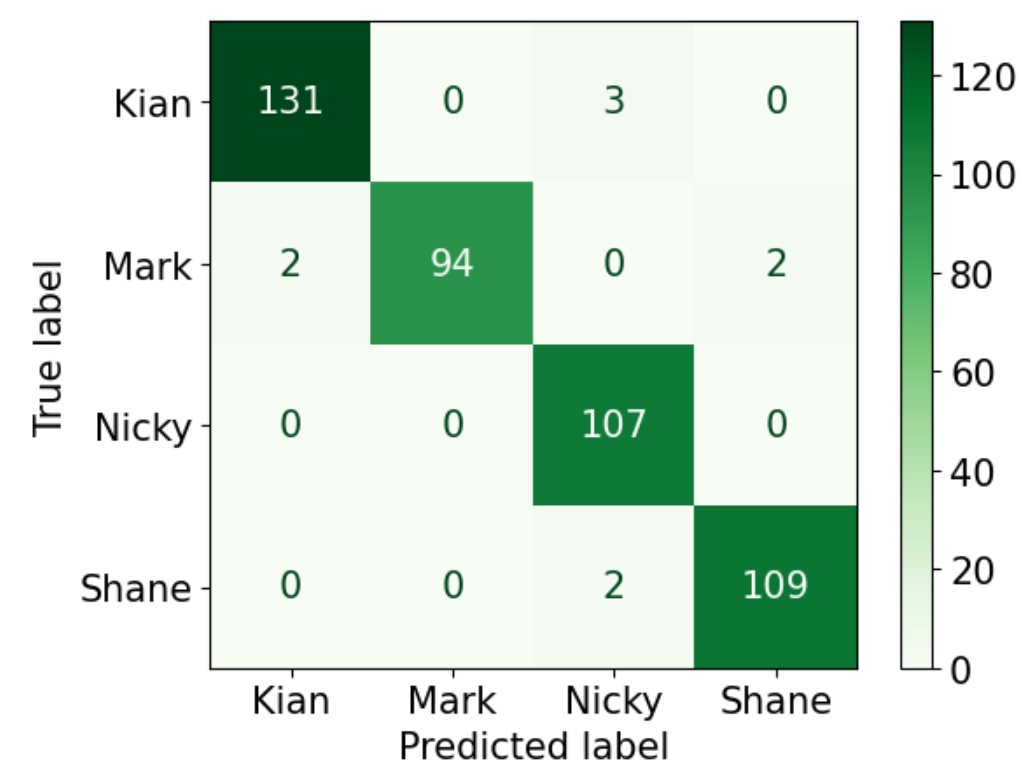 Kian 131 0 3 0
Mark 2 94 0 2
Nicky 0 0 107 0
Shane 0 0 2 109
Kian Mark Nicky Shane
Predicted label
True label
120
100
80
60
40
20
0